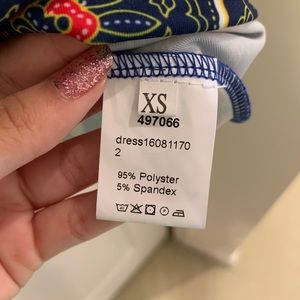 XS
497066
dress16081170
2
95% Polyster
5% Spandex